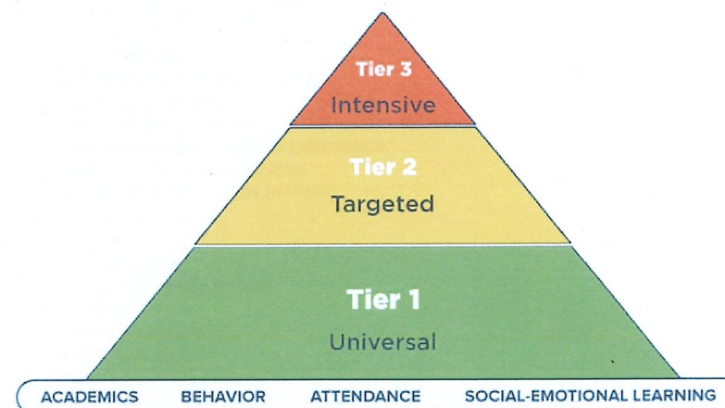 Tier 3
Intensive
Tier 2
Targeted
Tier 1
Universal
ACADEMICS BEHAVIOR ATTENDANCE SOCIAL-EMOTIONAL LEARNING